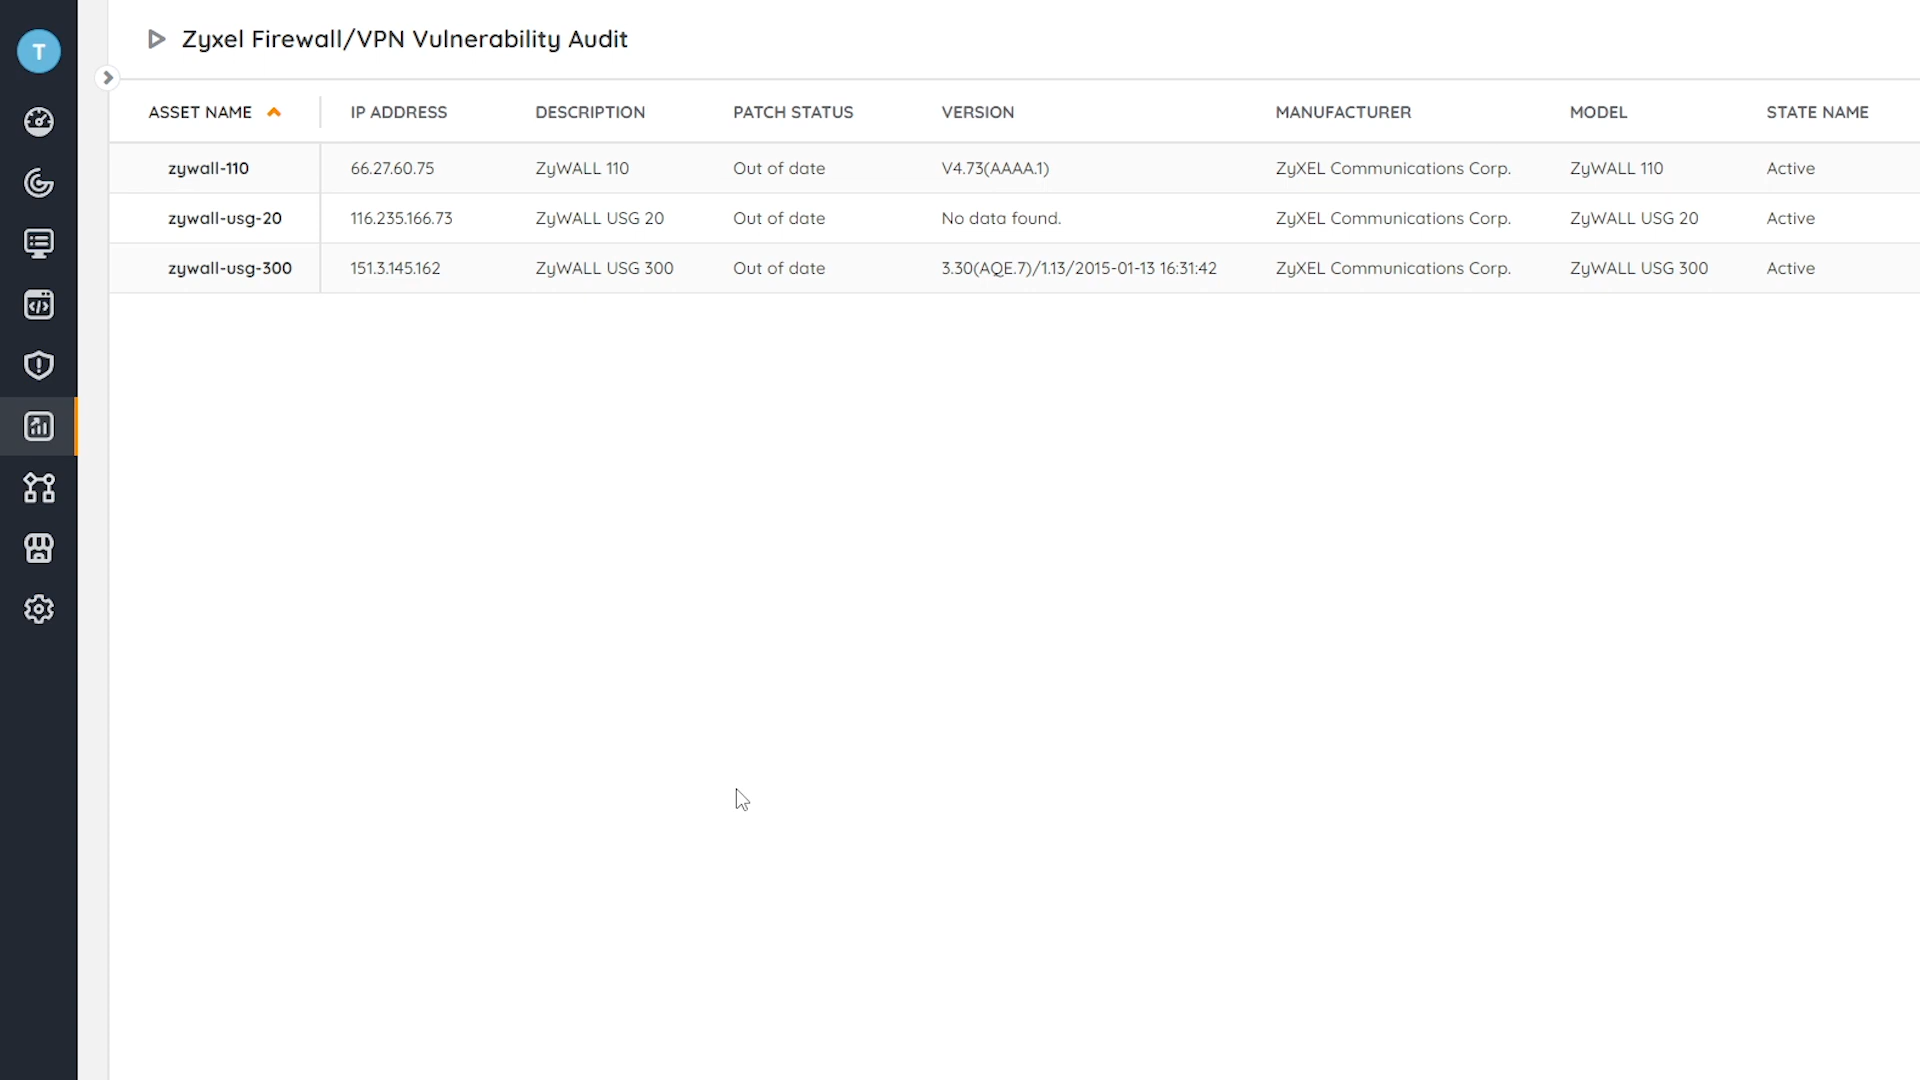 T
Zyxel Firewall/VPN Vulnerability Audit
ASSET NAME IP ADDRESS DESCRIPTION PATCH STATUS VERSION MANUFACTURER MODEL STATE NAME
zywall-110 66.27.60.75 ZyWALL 110 Out of date V4.73(AAAA.1) ZyXEL Communications Corp. ZyWALL 110 Active
zywall-usg-20 116.235.166.73 ZyWALL USG 20 Out of date No data found. ZyXEL Communications Corp. ZyWALL USG 20 Active
zywall-usg-300 151.3.145.162 ZyWALL USG 300 Out of date 3.30(AQE.7)/1.13/2015-01-13 16:31:42 ZyXEL Communications Corp. ZyWALL USG 300 Active